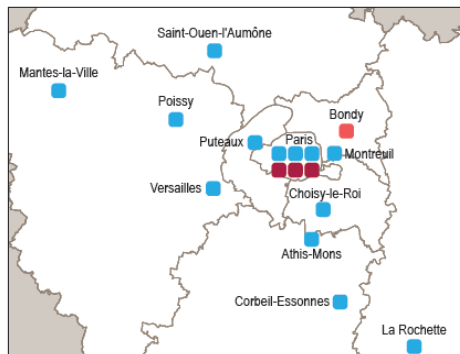 Saint-Ouen-l'Aumône
Mantes-la-Ville
Poissy
Bondy
Puteaux
Paris
Montreuil
Versailles
Choisy-le-Roi
Athis-Mons
Corbeil-Essonnes
La Rochette